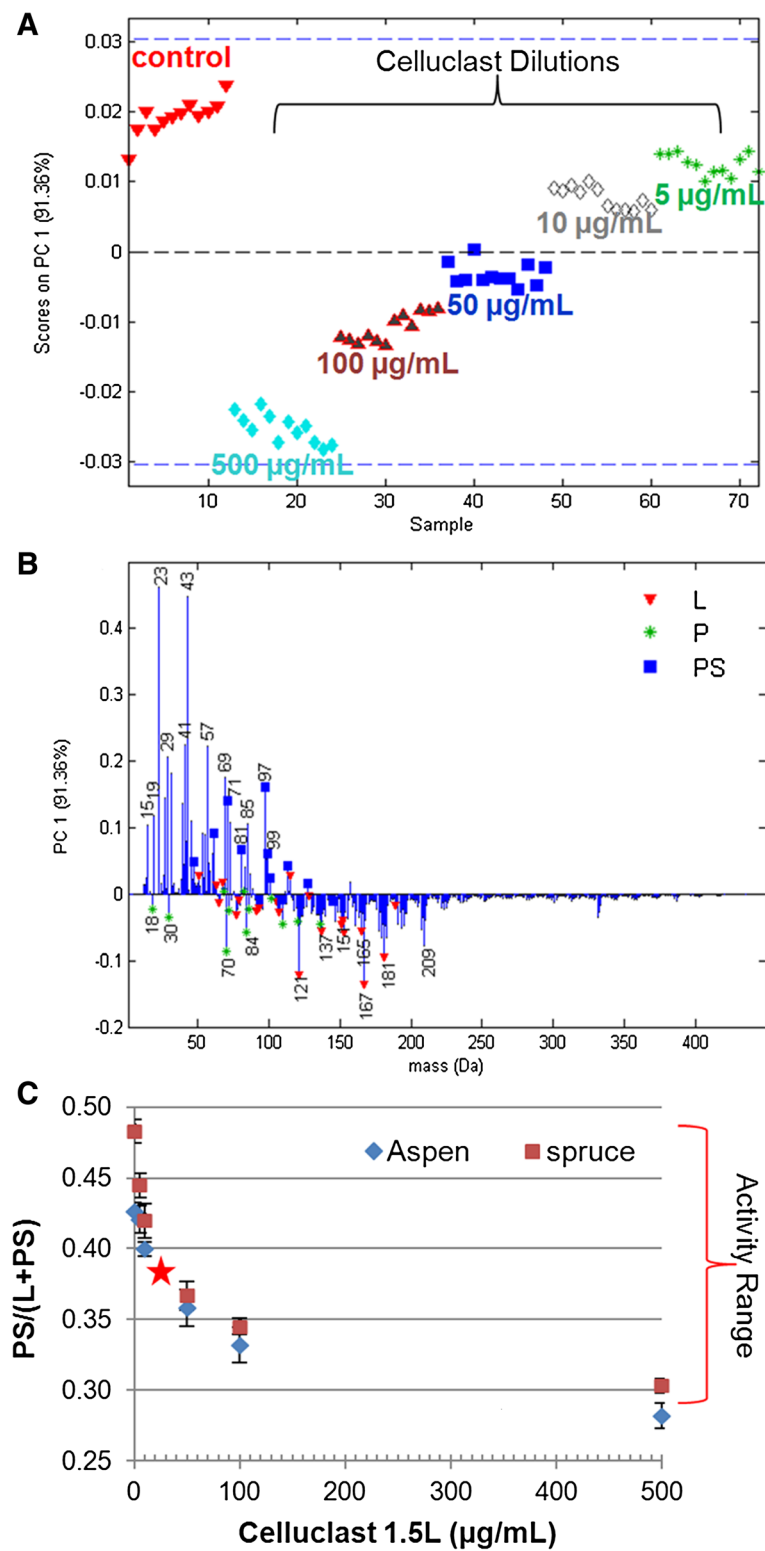 A
0.03
control
Celluclast Dilutions
0.02
0.01
5 µg/mL
10 µg/mL
0
50 µg/mL
-0.01
100 µg/mL
-0.02
500 µg/mL
-0.03
Scores on PC 1 (91.36%)
10 20 30 40 50 60 70
Sample
B
23
43
L
P
PS
0.4
0.3
0.2
0.1
0
-0.1
-0.2
PC 1 (91.36%)
15
19
29
41
57
69
71
81
85
97
99
18
30
70
84
121
137
151
165
167
181
209
50 100 150 200 250 300 350 400
mass (Da)
C
0.50
0.45
0.40
0.35
0.30
0.25
PS/(L+PS)
Aspen spruce
Activity Range
0 100 200 300 400 500
Celluclast 1.5L (µg/mL)